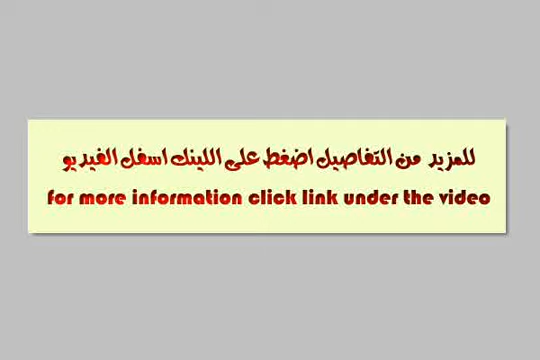 للمزيد من التفاصيل اضغط على اللينك اسفل الفيديو
for more information click link under the video